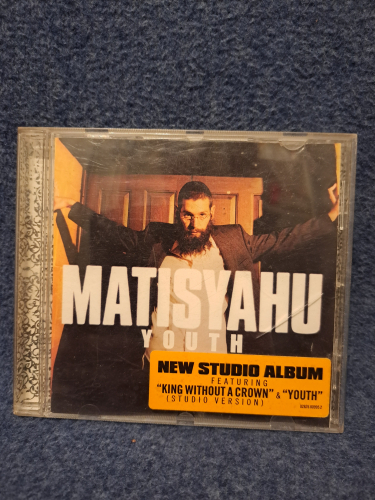 MATISYAHU
YOUTH
NEW STUDIO ALBUM
FEATURING
"KING WITHOUT A CROWN" & "YOUTH"
(STUDIO VERSION)